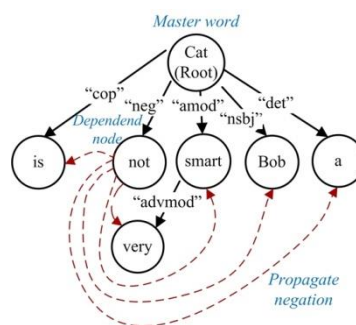 Master word
Cat
(Root)
“cop”
“neg”
“amod”
“nsbj”
“det”
Dependend
node
is
not
smart
Bob
a
“advmod”
very
Propagate
negation